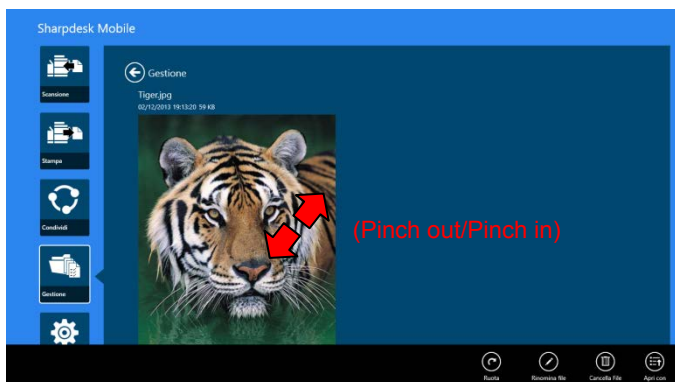 Sharpdesk Mobile
Scansione
Gestione
Tiger.jpg
02/12/2013 19:13:20 59 KB
Stampa
Condividi
(Pinch out/Pinch in)
Gestione
Ruota
Rinomina file
Cancella File
Apri con